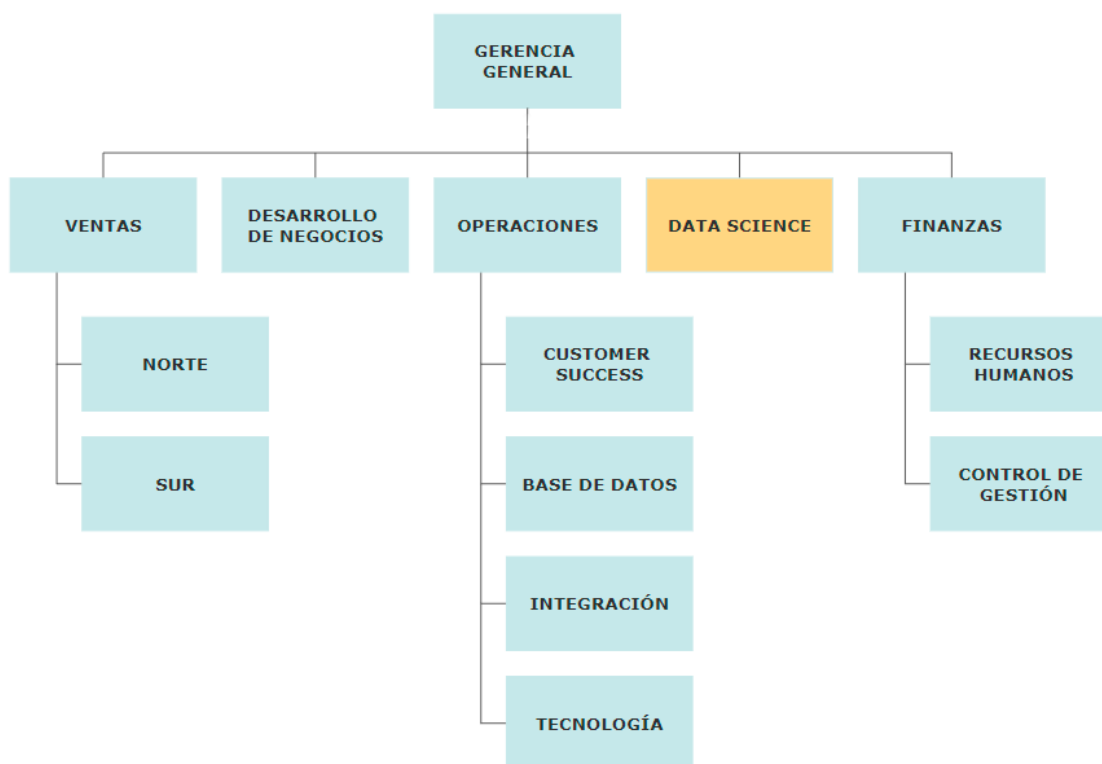 GERENCIA
GENERAL
VENTAS
DESARROLLO
DE NEGOCIOS
OPERACIONES
DATA SCIENCE
FINANZAS
NORTE
SUR
CUSTOMER
SUCCESS
BASE DE DATOS
INTEGRACIÓN
TECNOLOGÍA
RECURSOS
HUMANOS
CONTROL DE
GESTIÓN